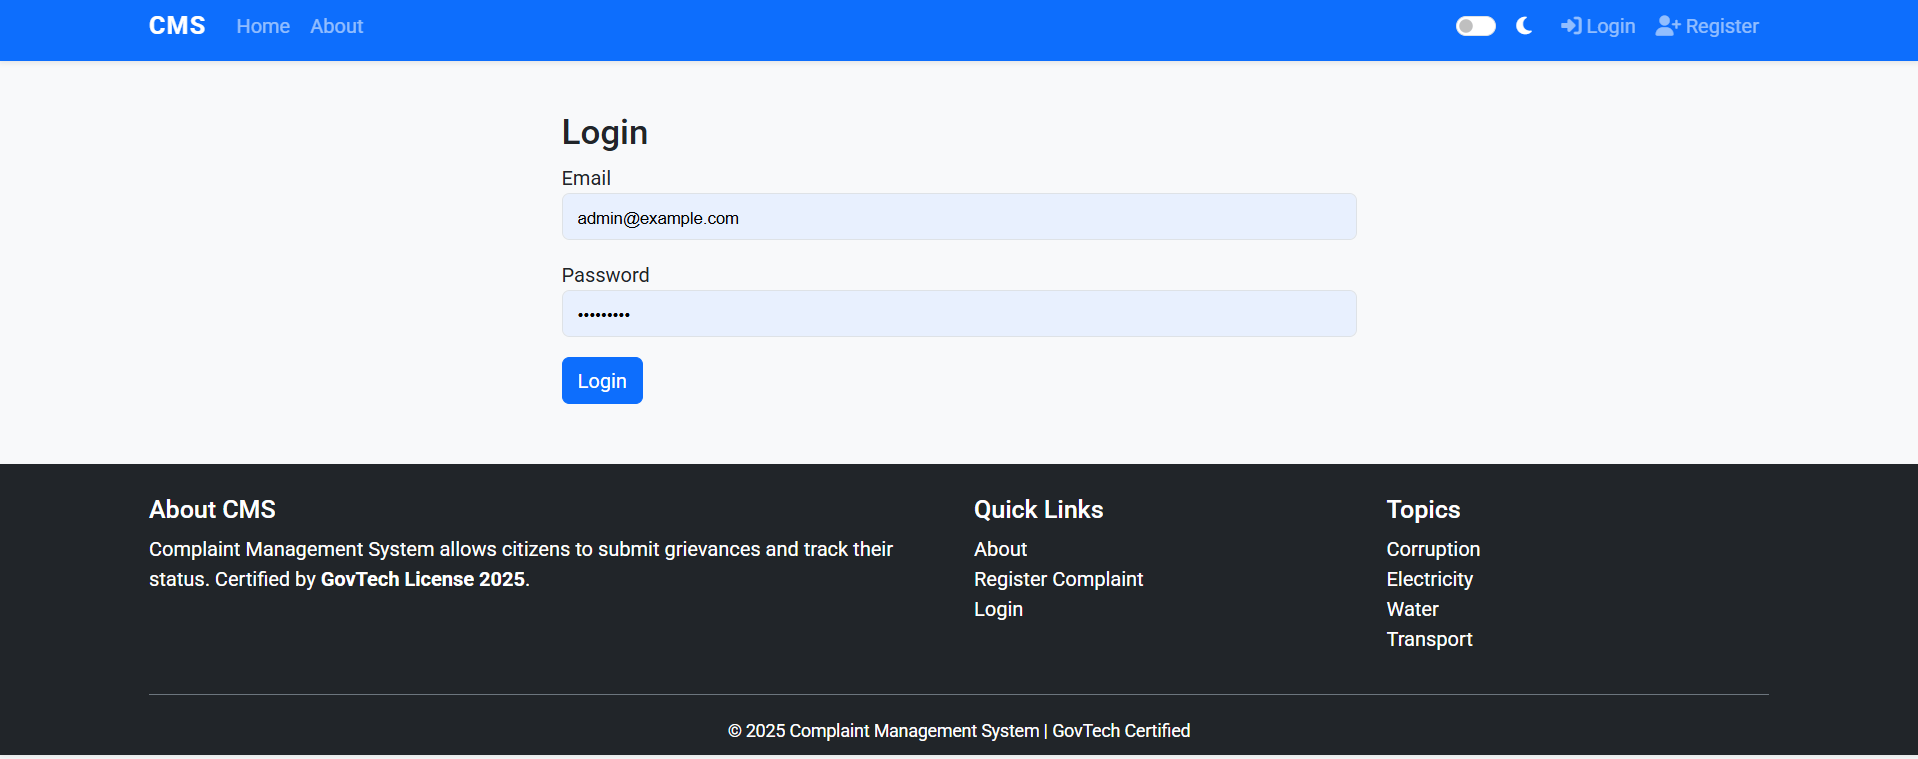 CMS Home About Login Register
Login
Email
admin@example.com
Password
•••••••••
Login
About CMS
Complaint Management System allows citizens to submit grievances and track their
status. Certified by GovTech License 2025.
Quick Links
About
Register Complaint
Login
Topics
Corruption
Electricity
Water
Transport
© 2025 Complaint Management System | GovTech Certified